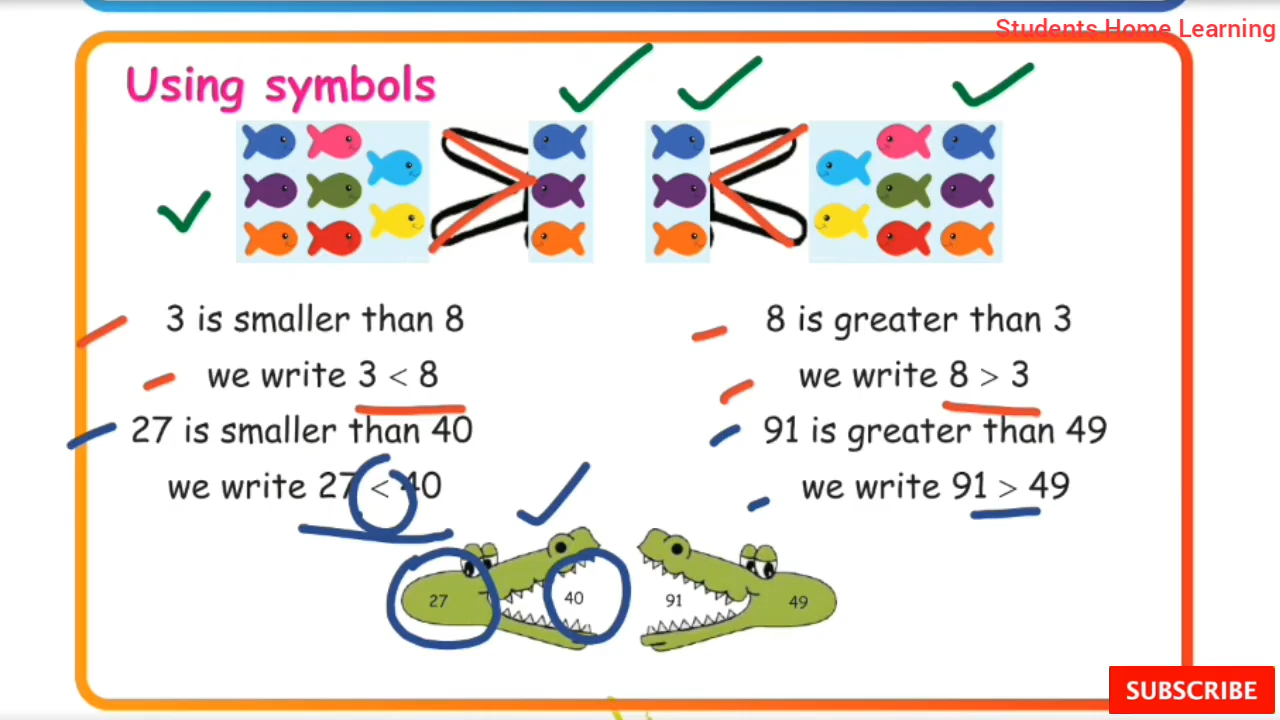 Students Home Learning
Using symbols
3 is smaller than 8
we write 3 < 8
27 is smaller than 40
we write 27 < 40
8 is greater than 3
we write 8 > 3
91 is greater than 49
we write 91 > 49
27 40 91 49
SUBSCRIBE